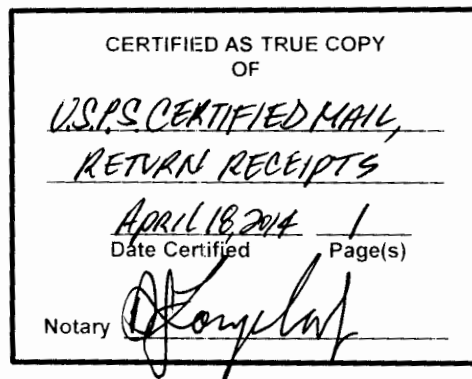 CERTIFIED AS TRUE COPY
OF
U.S.P.S. CERTIFIED MAIL,
RETURN RECEIPTS
APRIL 18, 2014 1
Date Certified Page(s)
Notary